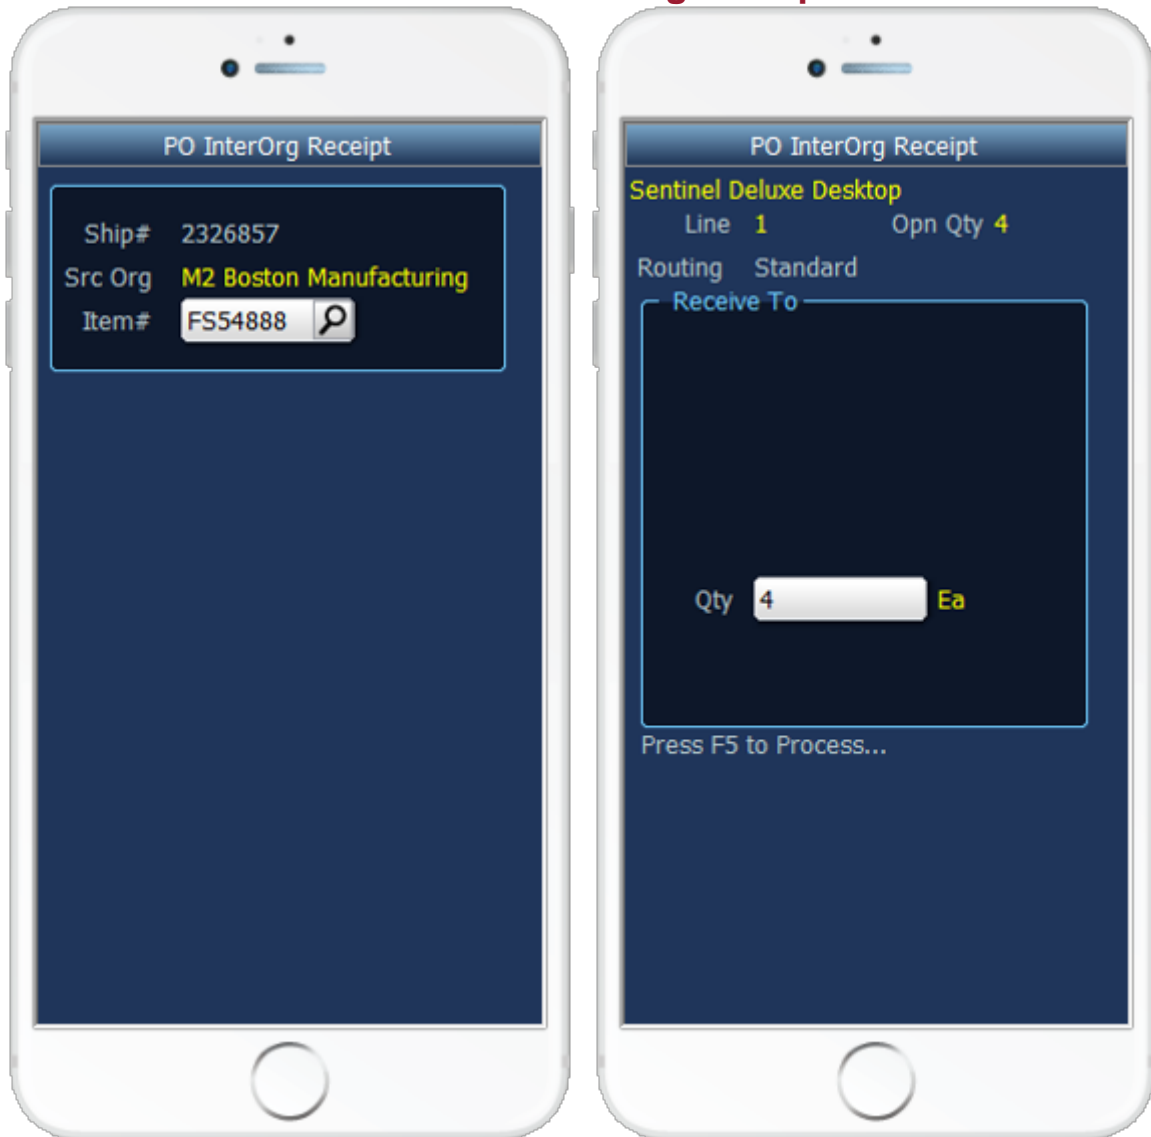 PO InterOrg Receipt
Ship# 2326857
Src Org M2 Boston Manufacturing
Item# FS54888
PO InterOrg Receipt
Sentinel Deluxe Desktop
Line 1 Opn Qty 4
Routing Standard
Receive To
Qty 4 Ea
Press F5 to Process...